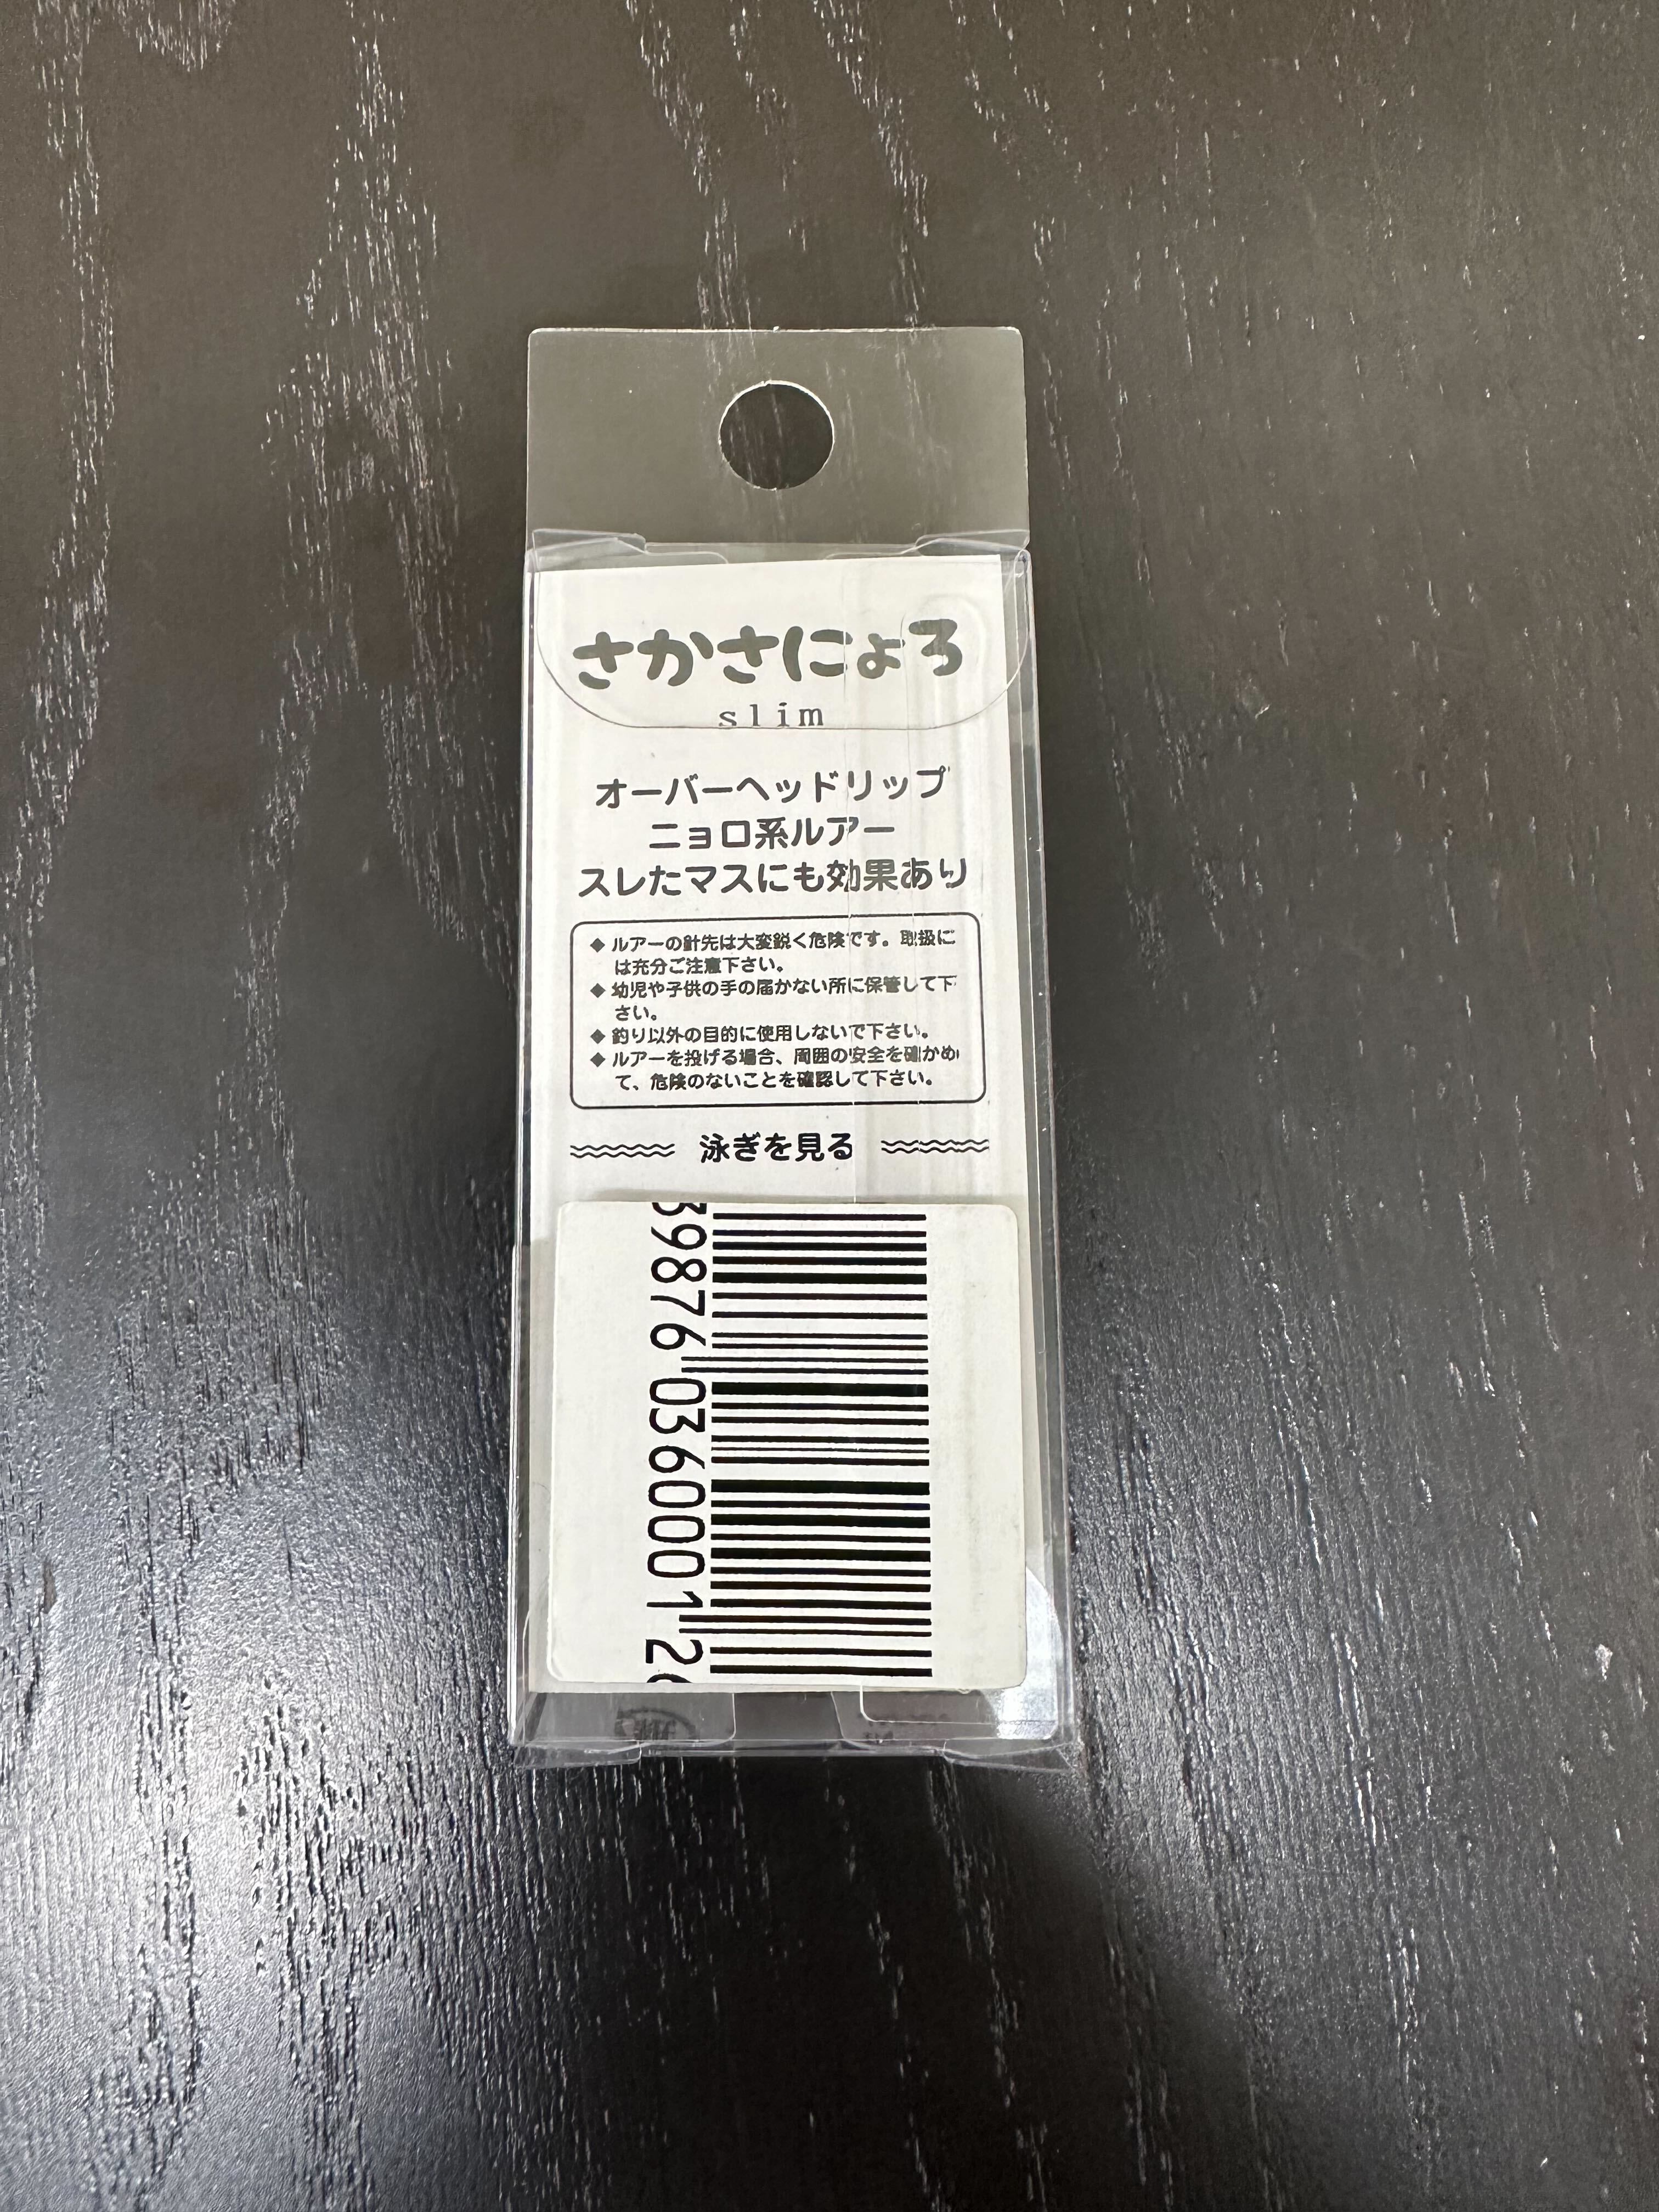 さかさにょろ
slim
オーバーヘッドリップ
ニョロ系ルアー
スレたマスにも効果あり
◆ ルアーの針先は大変鋭く危険です。取扱に
は充分ご注意下さい。
◆ 幼児や子供の手の届かない所に保管して下
さい。
◆ 釣り以外の目的に使用しないで下さい。
◆ ルアーを投げる場合、周囲の安全を確かめ
て、危険のないことを確認して下さい。
泳ぎを見る
39876 036000 1 2